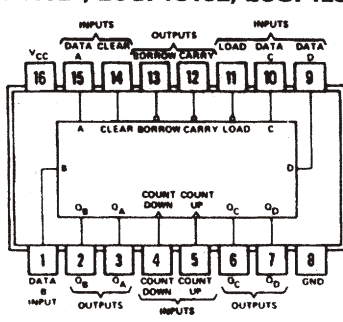 INPUTS INPUTS
OUTPUTS
VCC DATA CLEAR BORROW CARRY LOAD DATA DATA
A C D
16 15 14 13 12 11 10 9
A CLEAR BORROW CARRY LOAD C
B D
COUNT COUNT
QB QA DOWN UP QC QD
1 2 3 4 5 6 7 8
DATA QB QA COUNT COUNT QC QD GND
B DOWN UP
INPUT OUTPUTS INPUTS OUTPUTS